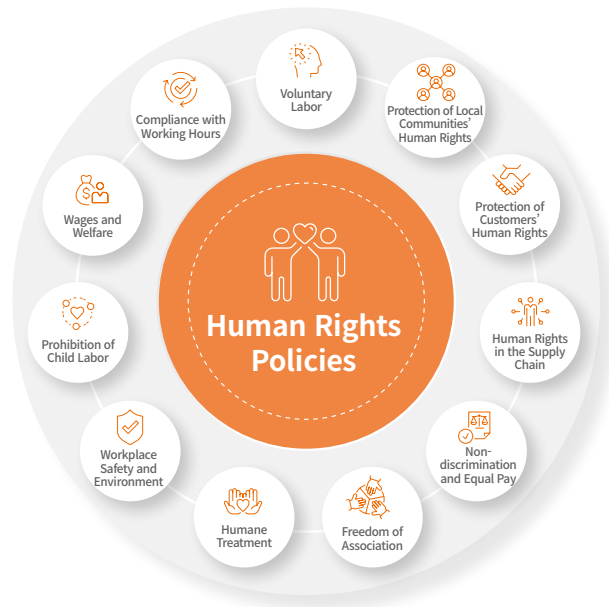 Voluntary
Labor
Protection of Local
Communities'
Human Rights
Protection of
Customers'
Human Rights
Human Rights
in the Supply
Chain
Non-
discrimination
and Equal Pay
Freedom of
Association
Humane
Treatment
Workplace
Safety and
Environment
Prohibition of
Child Labor
Wages and
Welfare
Compliance with
Working Hours
Human Rights
Policies